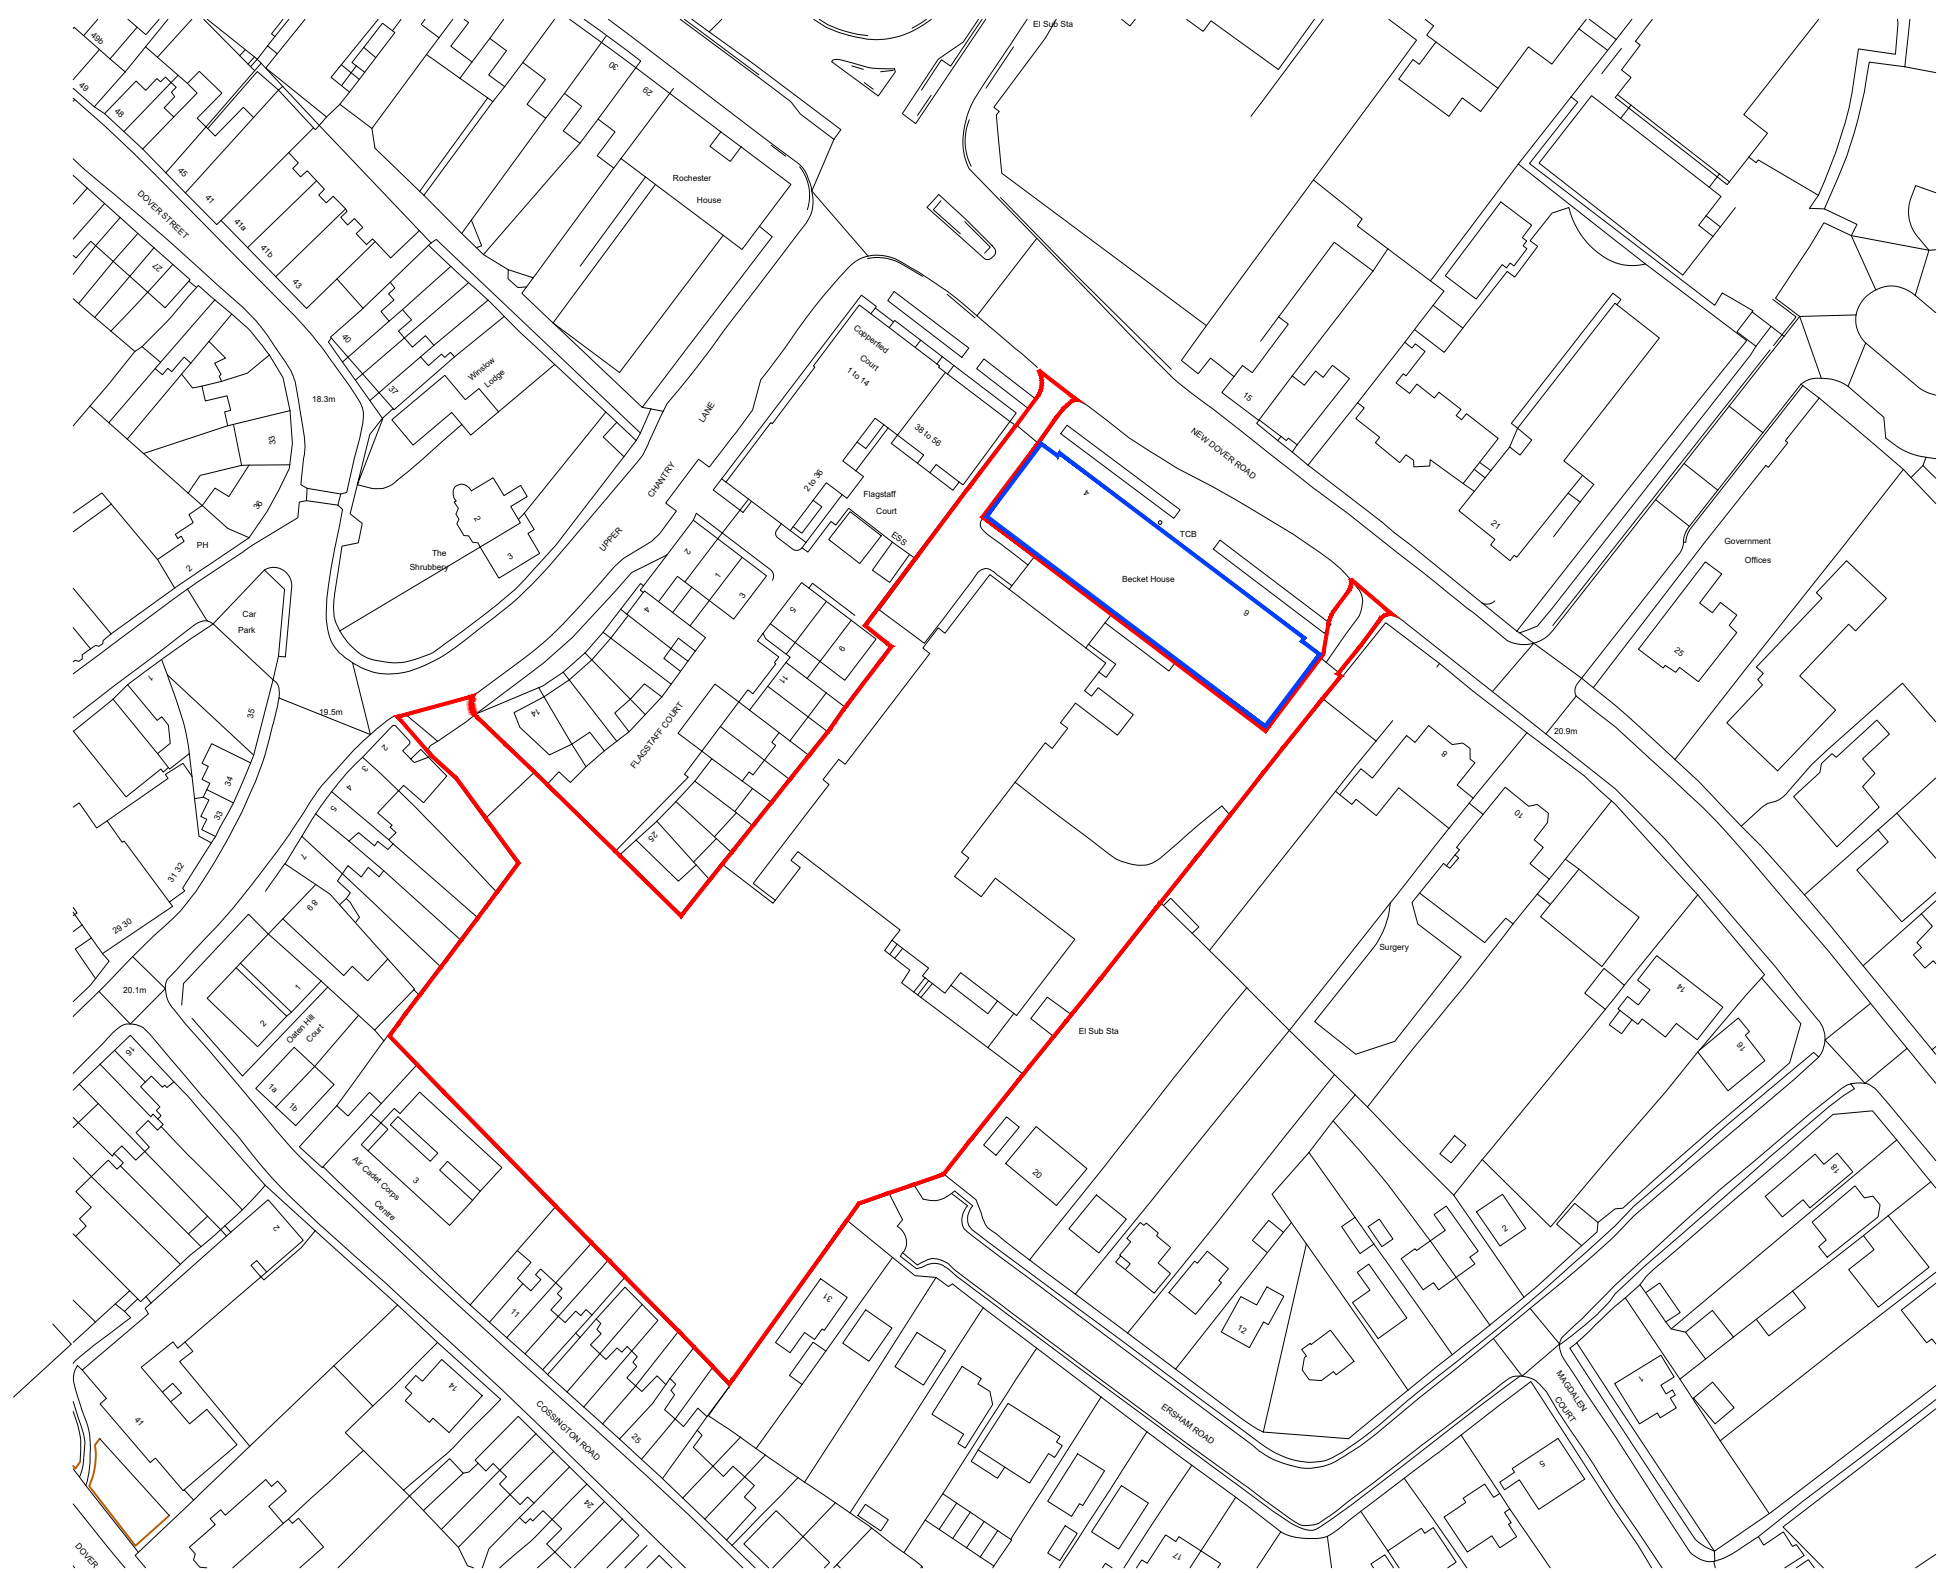 El Sub Sta
49b
49
48
45
41
41a
41b
43
DOVER STREET
27
30
29
Rochester
House
40
37
Winslow
Lodge
18.3m
33
36
PH
2
The
Shrubbery
2
3
Car
Park
1
35
34
33
31 32
29 30
19.5m
20.1m
UPPER
CHANTRY
LANE
Copperfied
Court
11o 14
38 to 56
2 to 36
Flagstaff
Court
ESS
2
1
3
4
5
9
11
14
25
FLAGSTAFF COURT
NEW DOVER ROAD
15
21
4
TCB
Becket House
6
Government
Offices
25
20.9m
8
10
Surgery
14
16
El Sub Sta
2
3
4
5
7
8 9
1
2
Oaten Hill
Court
1a
1b
Air Cadet Corps
Centre
3
16
2
11
25
COSSINGTON ROAD
14
24
41
DOVER
20
31
12
2
18
1
MAGDALEN
COURT
ERSHAM ROAD
5
17